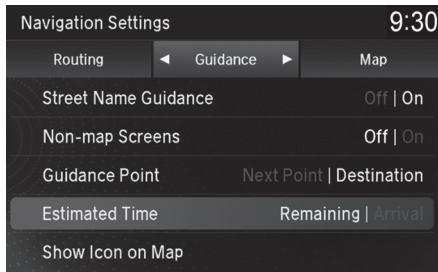 Navigation Settings 9:30
Routing ◄ Guidance ► Map
Street Name Guidance Off | On
Non-map Screens Off | On
Guidance Point Next Point | Destination
Estimated Time Remaining | Arrival
Show Icon on Map